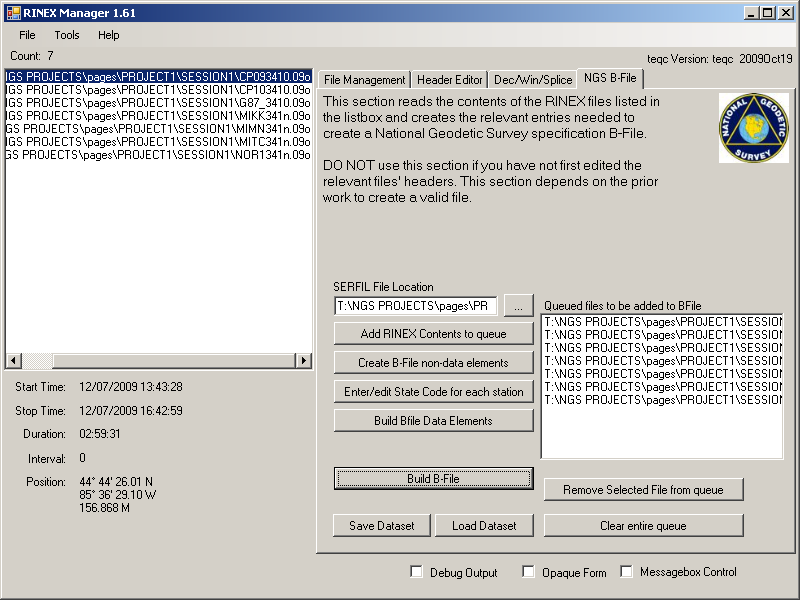 RINEX Manager 1.61
File Tools Help
Count: 7
teqc Version: teqc 2009Oct19
IGS PROJECTS\pages\PROJECT1\SESSION1\CP093410.09o
IGS PROJECTS\pages\PROJECT1\SESSION1\CP103410.09o
IGS PROJECTS\pages\PROJECT1\SESSION1\G87_3410.09o
IGS PROJECTS\pages\PROJECT1\SESSION1\MIKK341n.09o
GS PROJECTS\pages\PROJECT1\SESSION1\MIMN341n.09o
IGS PROJECTS\pages\PROJECT1\SESSION1\MITC341n.09o
GS PROJECTS\pages\PROJECT1\SESSION1\NOR1341n.09o
File Management Header Editor Dec/Win/Splice NGS B-File
This section reads the contents of the RINEX files listed in
the listbox and creates the relevant entries needed to
create a National Geodetic Survey specification B-File.
DO NOT use this section if you have not first edited the
relevant files' headers. This section depends on the prior
work to create a valid file.
NATIONAL GEODETIC SURVEY
SERFIL File Location
T:\NGS PROJECTS\pages\PR
...
Add RINEX Contents to queue
Create B-File non-data elements
Enter/edit State Code for each station
Build Bfile Data Elements
Build B-File
Save Dataset Load Dataset
Queued files to be added to BFile
T:\NGS PROJECTS\pages\PROJECT1\SESSION
T:\NGS PROJECTS\pages\PROJECT1\SESSION
T:\NGS PROJECTS\pages\PROJECT1\SESSION
T:\NGS PROJECTS\pages\PROJECT1\SESSION
T:\NGS PROJECTS\pages\PROJECT1\SESSION
T:\NGS PROJECTS\pages\PROJECT1\SESSION
T:\NGS PROJECTS\pages\PROJECT1\SESSION
Remove Selected File from queue
Clear entire queue
Start Time: 12/07/2009 13:43:28
Stop Time: 12/07/2009 16:42:59
Duration: 02:59:31
Interval: 0
Position: 44° 44' 26.01 N
85° 36' 29.10 W
156.868 M
Debug Output Opaque Form Messagebox Control